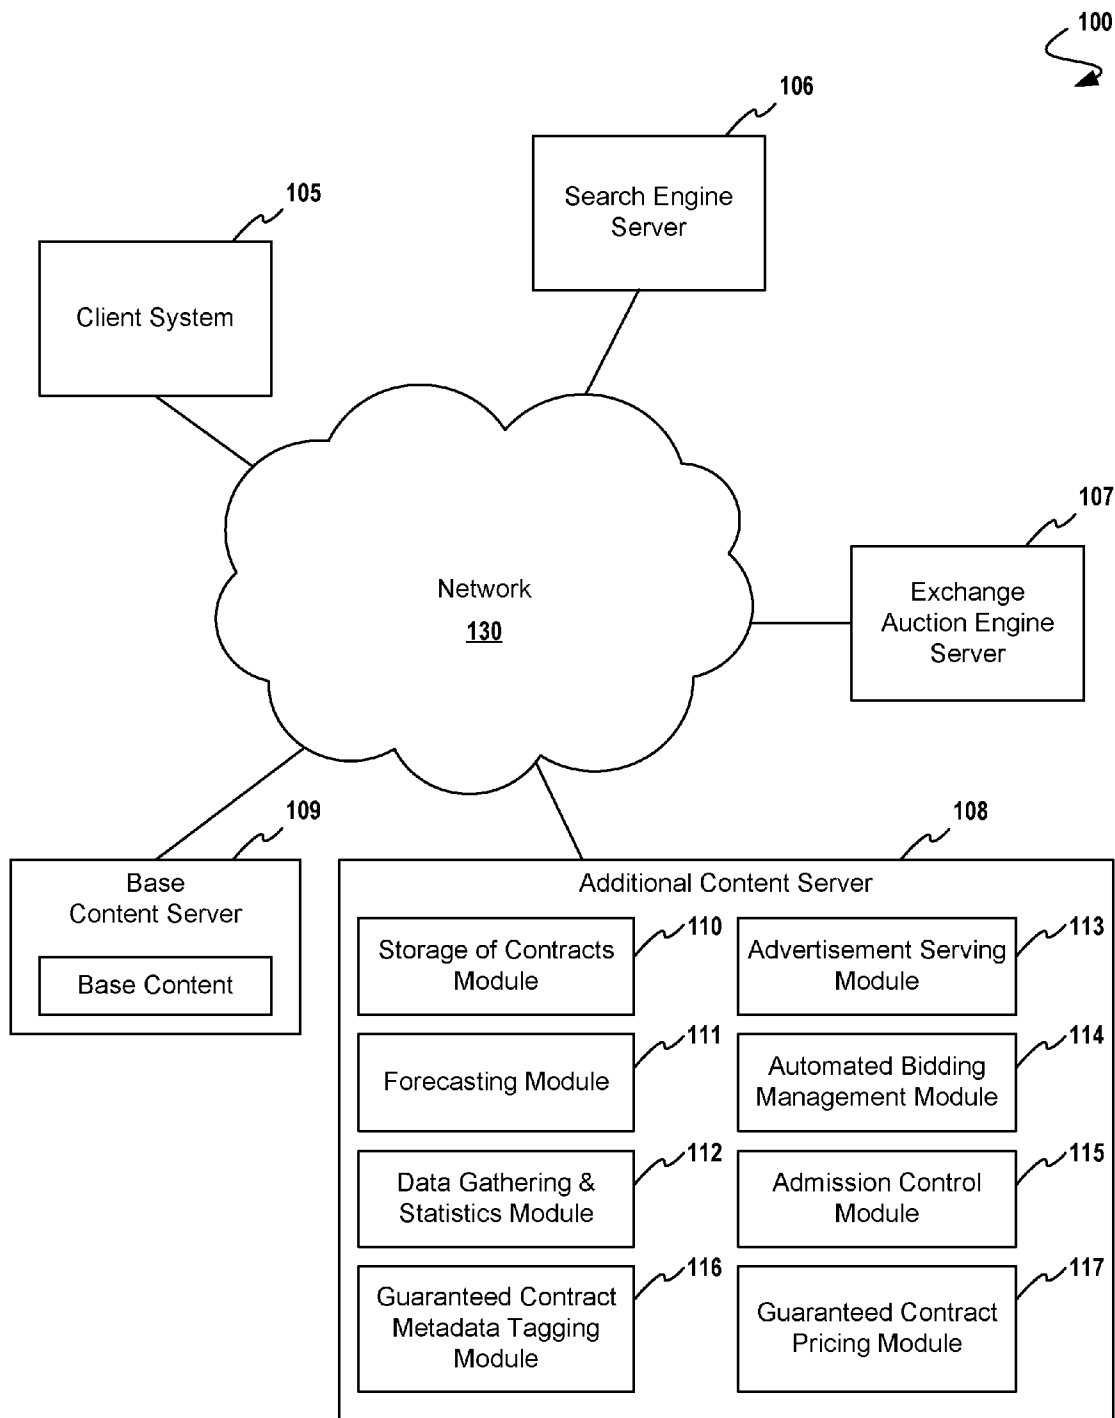 100
106
Search Engine
Server
105
Client System
107
Exchange
Auction Engine
Server
Network
130
109
Base
Content Server
Base Content
108
Additional Content Server
110
Storage of Contracts
Module
113
Advertisement Serving
Module
111
Forecasting Module
114
Automated Bidding
Management Module
112
Data Gathering &
Statistics Module
115
Admission Control
Module
116
Guaranteed Contract
Metadata Tagging
Module
117
Guaranteed Contract
Pricing Module